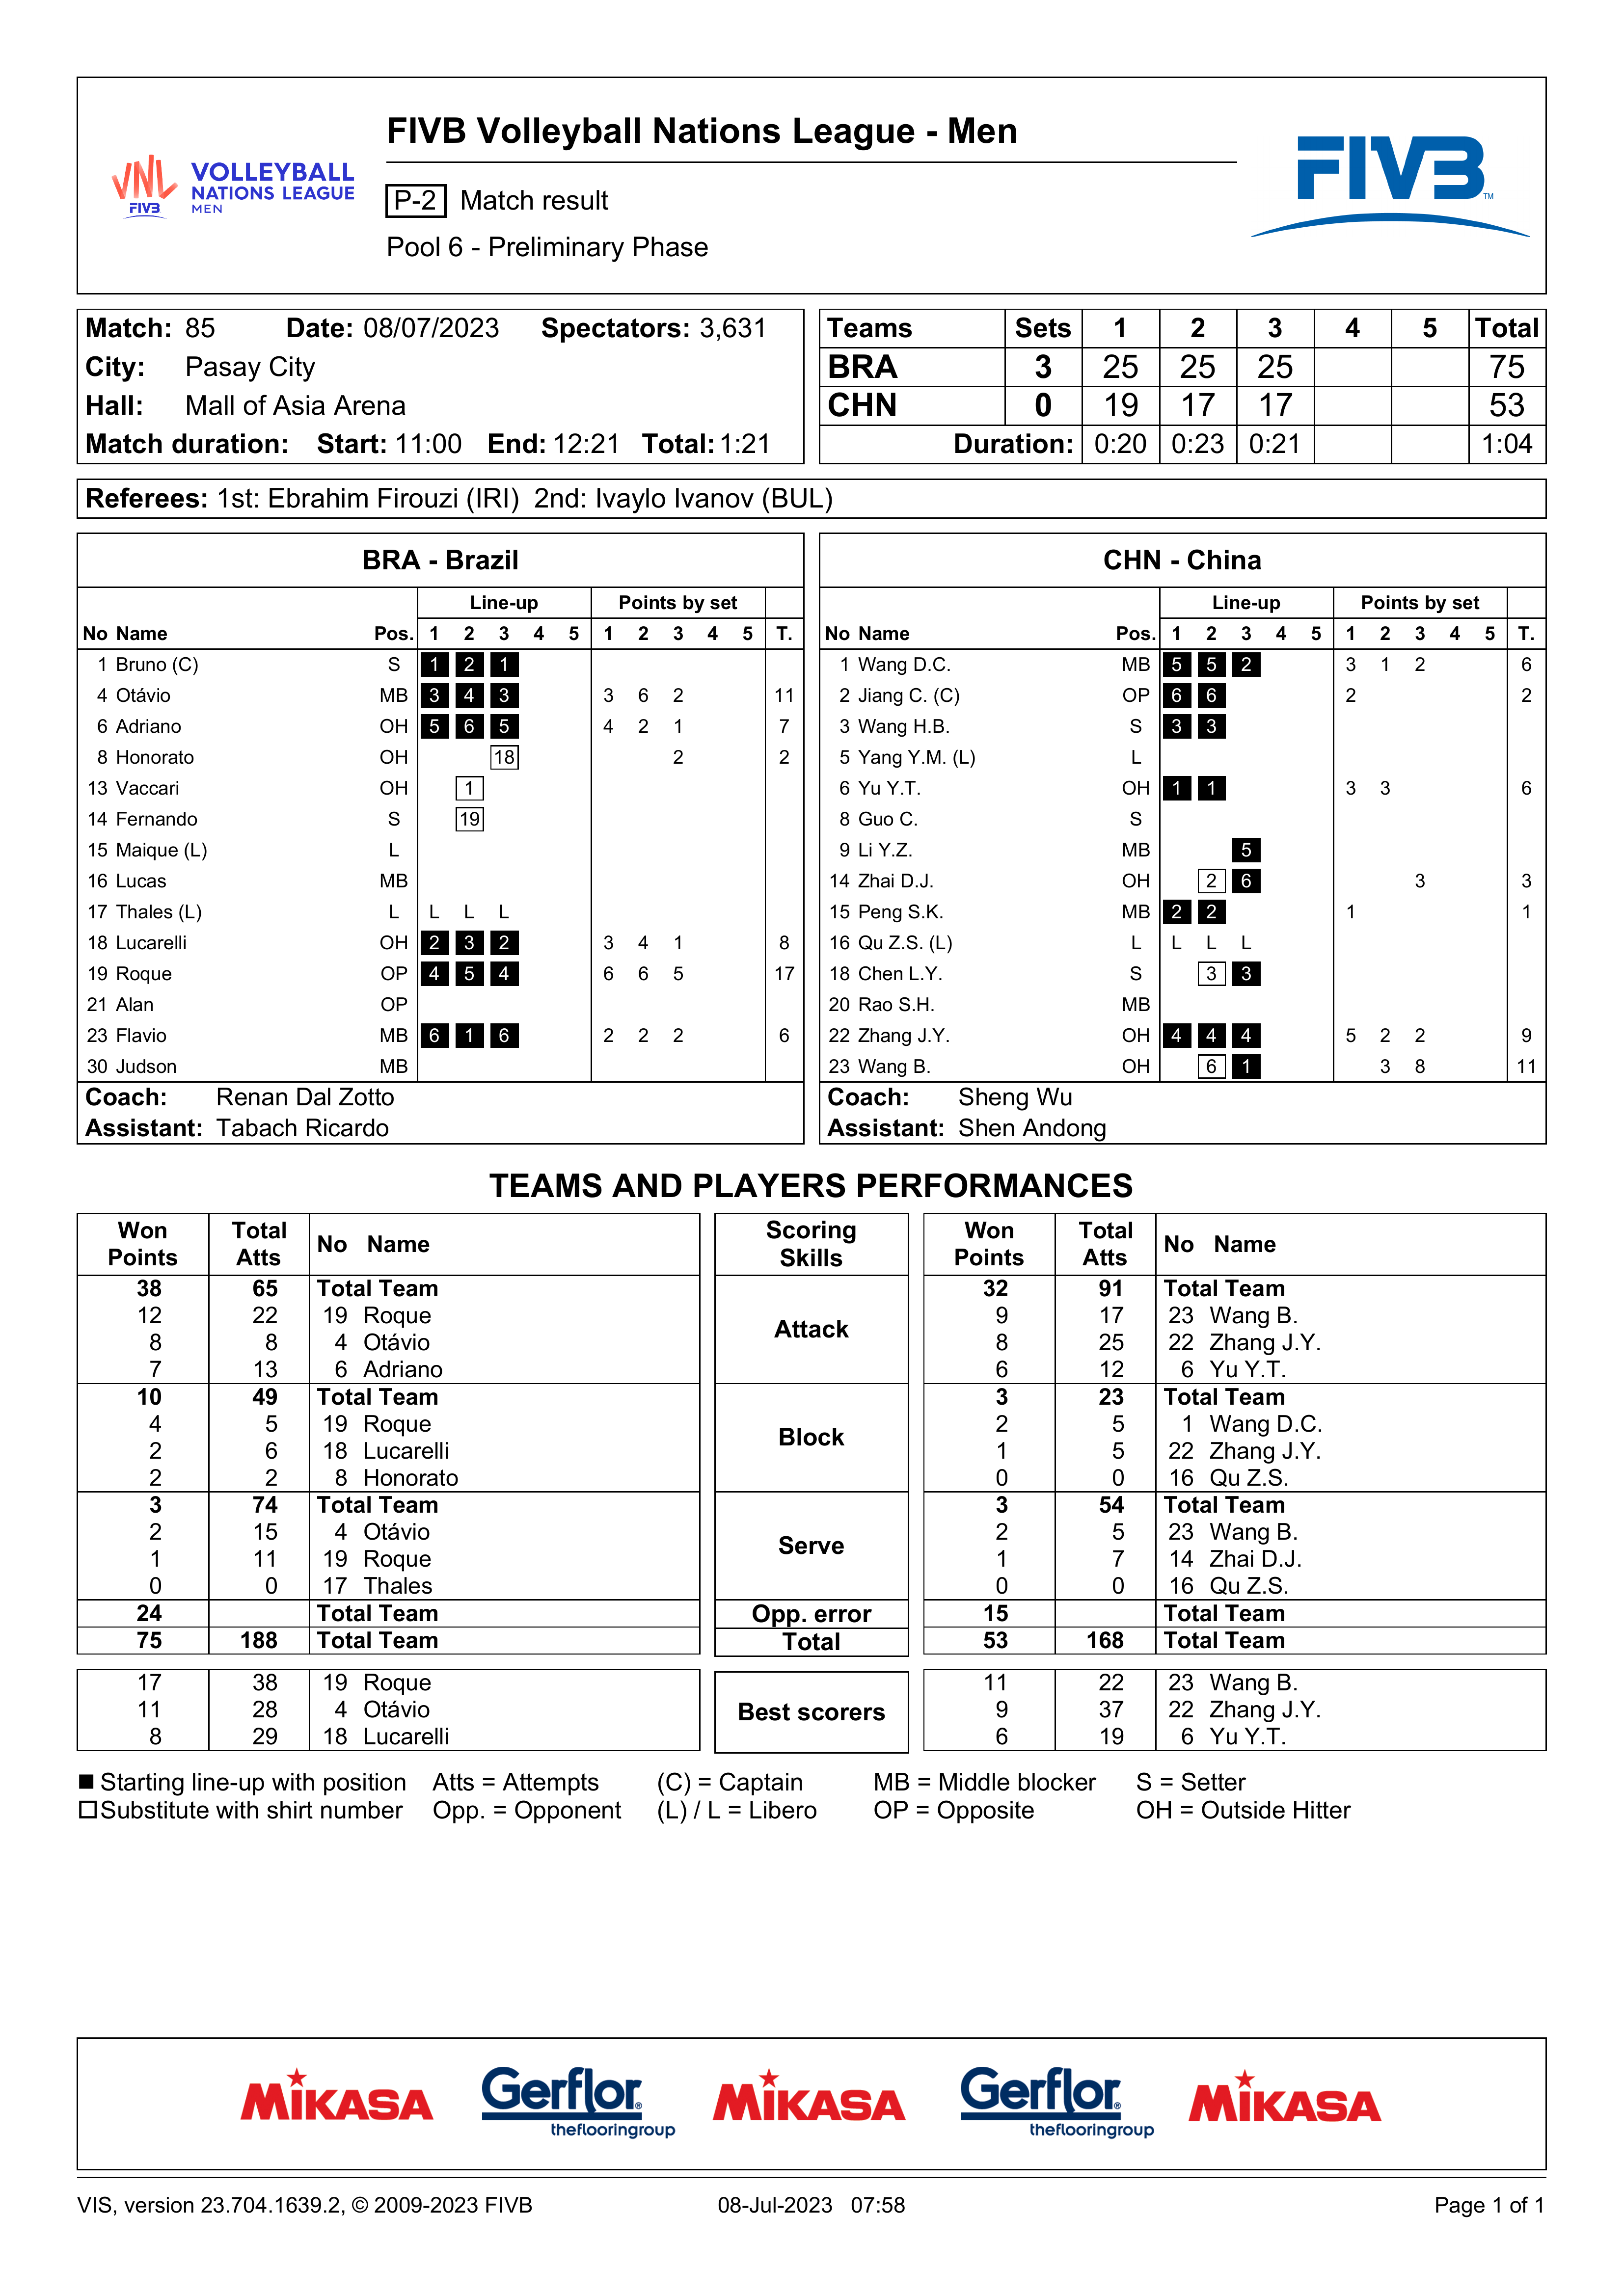 FIVB Volleyball Nations League - Men
VNL FIVB VOLLEYBALL NATIONS LEAGUE MEN
P-2 Match result
FIVB TM
Pool 6 - Preliminary Phase
Match: 85 Date: 08/07/2023 Spectators: 3,631
City: Pasay City
Hall: Mall of Asia Arena
Match duration: Start: 11:00 End: 12:21 Total: 1:21
Teams Sets 1 2 3 4 5 Total
BRA 3 25 25 25 75
CHN 0 19 17 17 53
Duration: 0:20 0:23 0:21 1:04
Referees: 1st: Ebrahim Firouzi (IRI) 2nd: Ivaylo Ivanov (BUL)
BRA - Brazil
Line-up Points by set
No Name Pos. 1 2 3 4 5 1 2 3 4 5 T.
1 Bruno (C) S 1 2 1
4 Otávio MB 3 4 3 3 6 2 11
6 Adriano OH 5 6 5 4 2 1 7
8 Honorato OH 18 2 2
13 Vaccari OH 1
14 Fernando S 19
15 Maique (L) L
16 Lucas MB
17 Thales (L) L L L L
18 Lucarelli OH 2 3 2 3 4 1 8
19 Roque OP 4 5 4 6 6 5 17
21 Alan OP
23 Flavio MB 6 1 6 2 2 2 6
30 Judson MB
Coach: Renan Dal Zotto
Assistant: Tabach Ricardo
CHN - China
Line-up Points by set
No Name Pos. 1 2 3 4 5 1 2 3 4 5 T.
1 Wang D.C. MB 5 5 2 3 1 2 6
2 Jiang C. (C) OP 6 6 2 2
3 Wang H.B. S 3 3
5 Yang Y.M. (L) L
6 Yu Y.T. OH 1 1 3 3 6
8 Guo C. S
9 Li Y.Z. MB 5
14 Zhai D.J. OH 2 6 3 3
15 Peng S.K. MB 2 2 1 1
16 Qu Z.S. (L) L L L L
18 Chen L.Y. S 3 3
20 Rao S.H. MB
22 Zhang J.Y. OH 4 4 4 5 2 2 9
23 Wang B. OH 6 1 3 8 11
Coach: Sheng Wu
Assistant: Shen Andong
TEAMS AND PLAYERS PERFORMANCES
Won Points Total Atts No Name Scoring Skills Won Points Total Atts No Name
Attack
38 65 Total Team 32 91 Total Team
12 22 19 Roque 9 17 23 Wang B.
8 8 4 Otávio 8 25 22 Zhang J.Y.
7 13 6 Adriano 6 12 6 Yu Y.T.
Block
10 49 Total Team 3 23 Total Team
4 5 19 Roque 2 5 1 Wang D.C.
2 6 18 Lucarelli 1 5 22 Zhang J.Y.
2 2 8 Honorato 0 0 16 Qu Z.S.
Serve
3 74 Total Team 3 54 Total Team
2 15 4 Otávio 2 5 23 Wang B.
1 11 19 Roque 1 7 14 Zhai D.J.
0 0 17 Thales 0 0 16 Qu Z.S.
24 Total Team Opp. error 15 Total Team
75 188 Total Team Total 53 168 Total Team
Best scorers
17 38 19 Roque 11 22 23 Wang B.
11 28 4 Otávio 9 37 22 Zhang J.Y.
8 29 18 Lucarelli 6 19 6 Yu Y.T.
Starting line-up with position Atts = Attempts (C) = Captain MB = Middle blocker S = Setter
Substitute with shirt number Opp. = Opponent (L) / L = Libero OP = Opposite OH = Outside Hitter
MiKASA Gerflor® theflooringgroup MiKASA Gerflor® theflooringgroup MiKASA
VIS, version 23.704.1639.2, © 2009-2023 FIVB 08-Jul-2023 07:58 Page 1 of 1